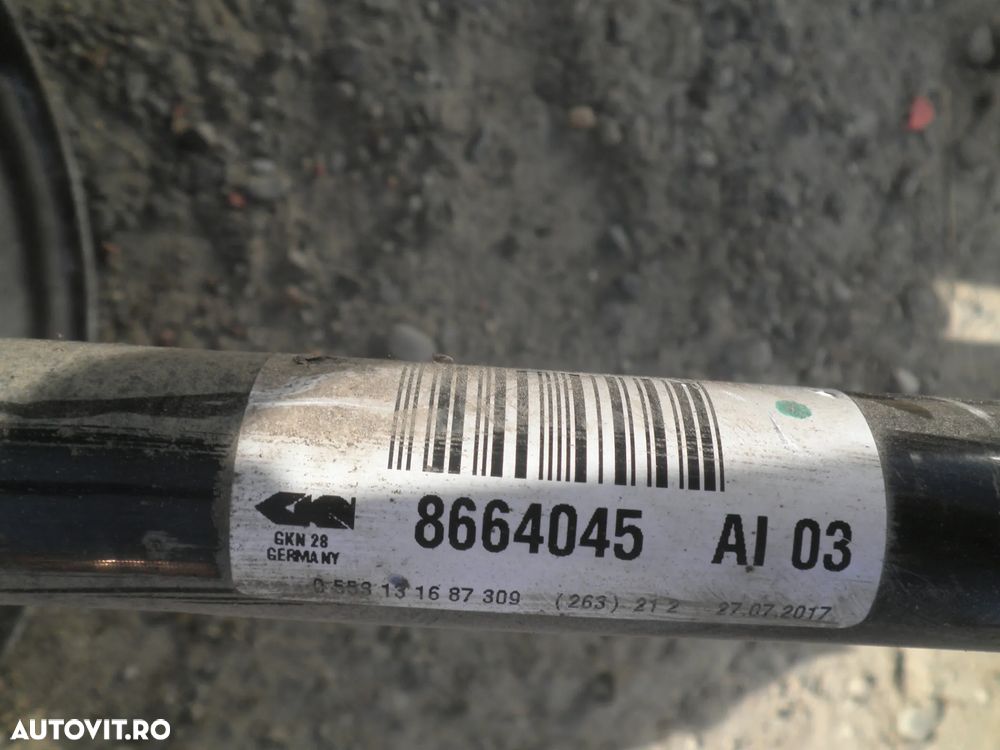 GKN
8664045 AI 03
GKN 28
GERMANY
0 553 13 16 87 309 (263) 21 2 27.07.2017
AUTOVIT.RO